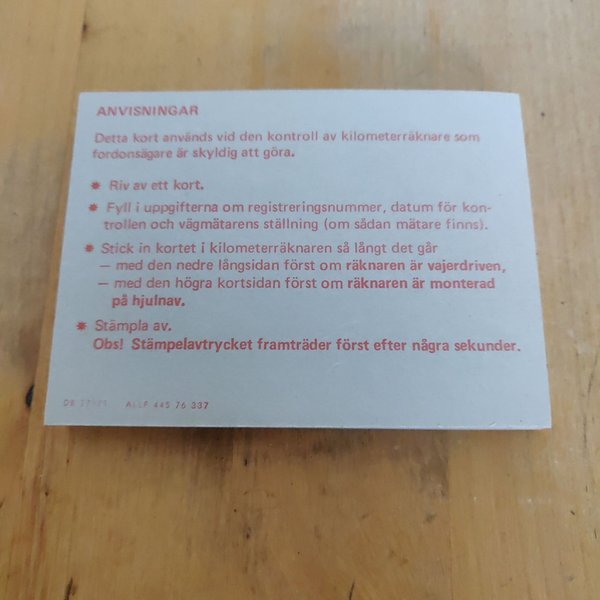 ANVISNINGAR
Detta kort används vid den kontroll av kilometerräknare som
fordonsägare är skyldig att göra.
✷ Riv av ett kort.
✷ Fyll i uppgifterna om registreringsnummer, datum för kon-
trollen och vägmätarens ställning (om sådan mätare finns).
✷ Stick in kortet i kilometerräknaren så långt det går
— med den nedre långsidan först om räknaren är vajerdriven,
— med den högra kortsidan först om räknaren är monterad
på hjulnav.
✷ Stämpla av.
Obs! Stämpelavtrycket framträder först efter några sekunder.
ALLF 445 76 337